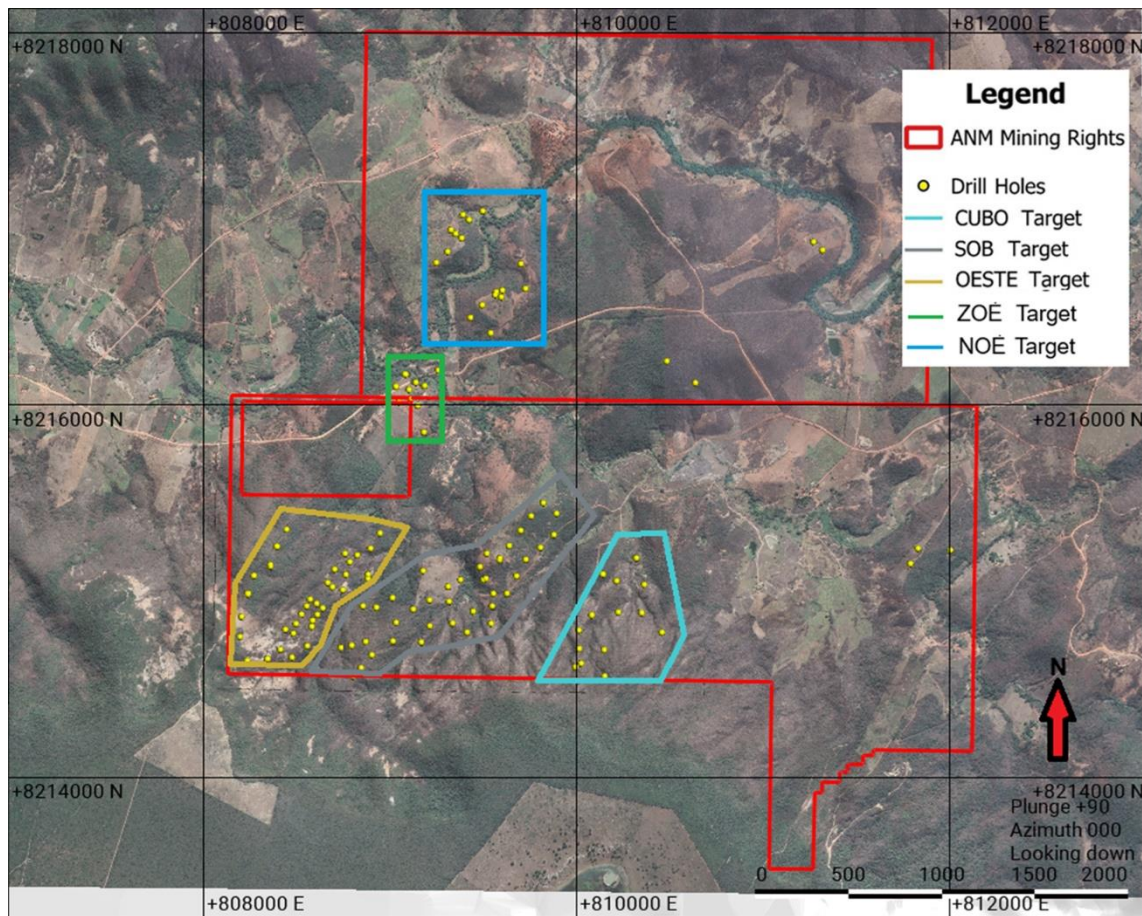 +808000 E
+810000 E
+812000 E
+8218000 N
+8218000 N
Legend
ANM Mining Rights
Drill Holes
CUBO Target
SOB Target
OESTE Target
ZOÉ Target
NOÉ Target
+8216000 N
+8216000 N
N
+8214000 N
+8214000 N
Plunge +90
Azimuth 000
Looking down
0 500 1000 1500 2000
+808000 E
+810000 E
+812000 E